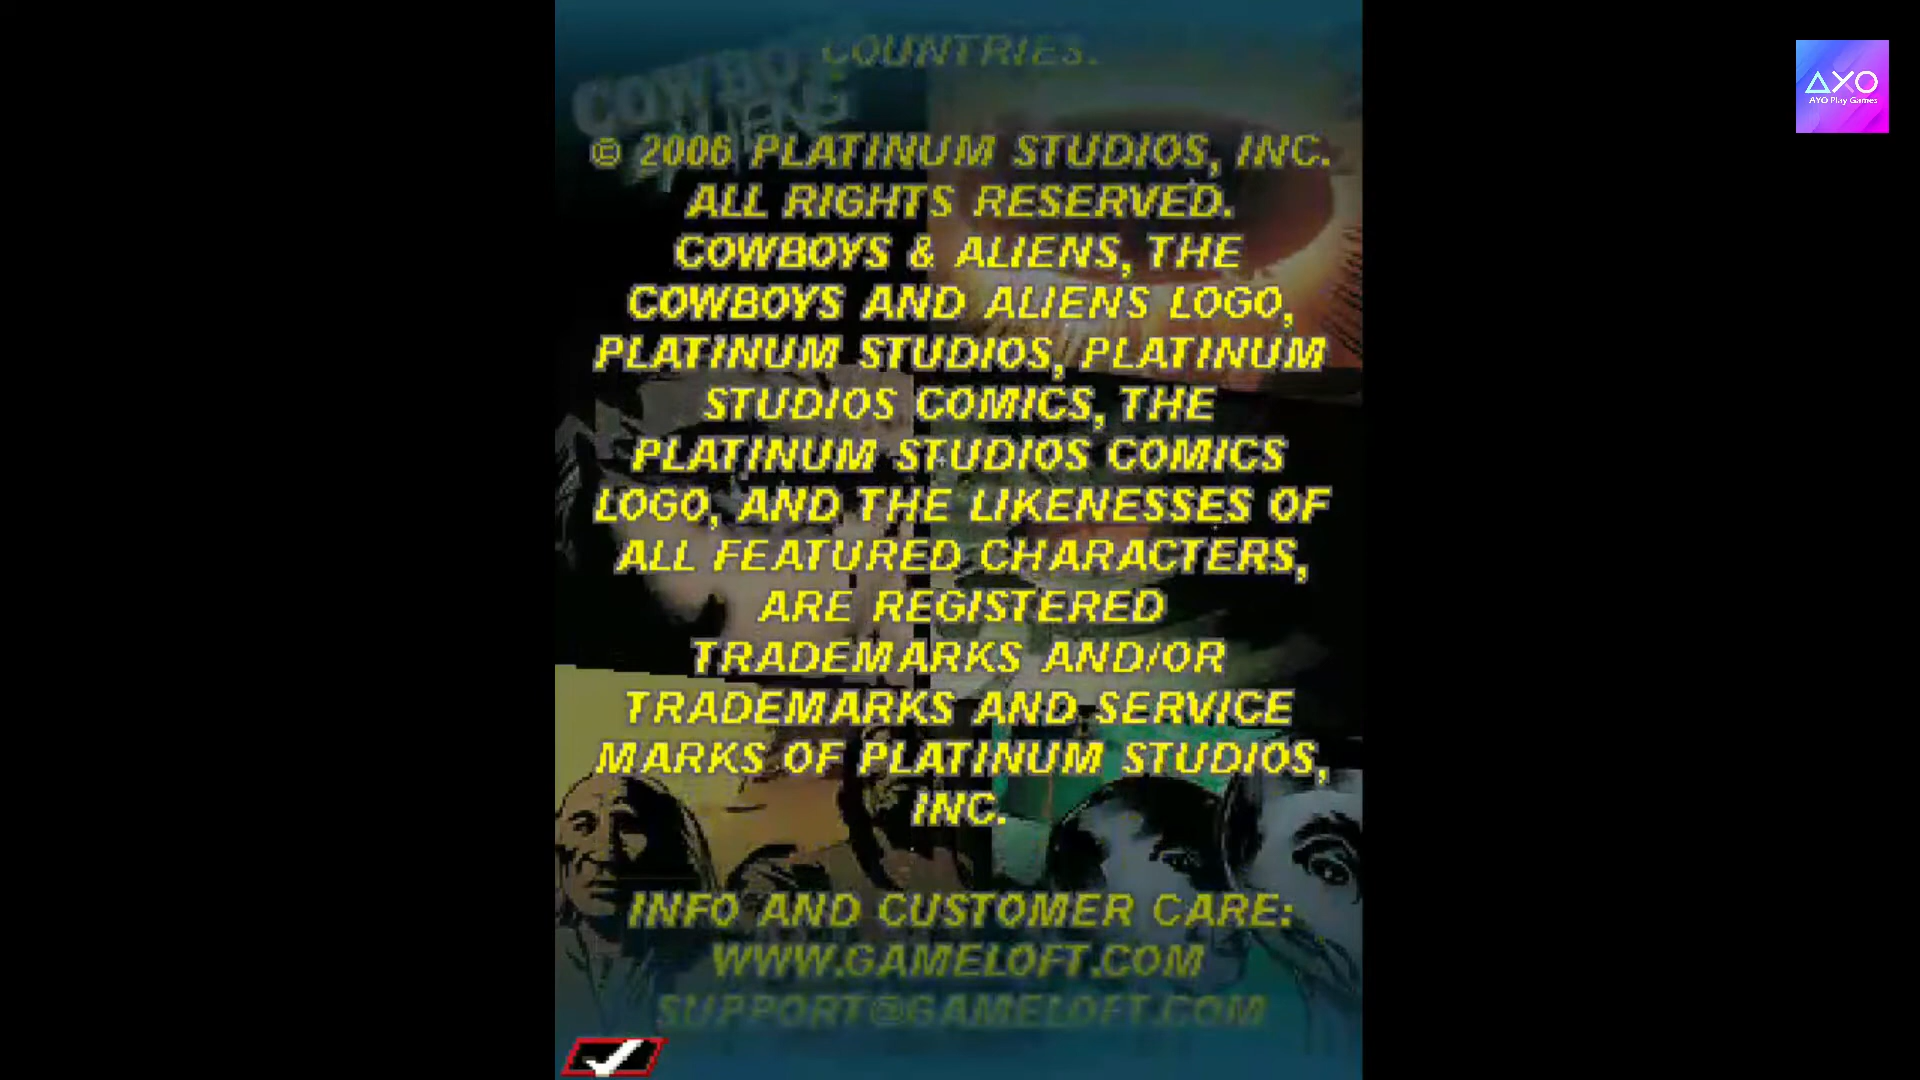 COUNTRIES.
COWBOYS
ALIENS
© 2006 PLATINUM STUDIOS, INC.
ALL RIGHTS RESERVED.
COWBOYS & ALIENS, THE
COWBOYS AND ALIENS LOGO,
PLATINUM STUDIOS, PLATINUM
STUDIOS COMICS, THE
PLATINUM STUDIOS COMICS
LOGO, AND THE LIKENESSES OF
ALL FEATURED CHARACTERS,
ARE REGISTERED
TRADEMARKS AND/OR
TRADEMARKS AND SERVICE
MARKS OF PLATINUM STUDIOS,
INC.
INFO AND CUSTOMER CARE:
WWW.GAMELOFT.COM
SUPPORT@GAMELOFT.COM
AYO
AYO Play Games